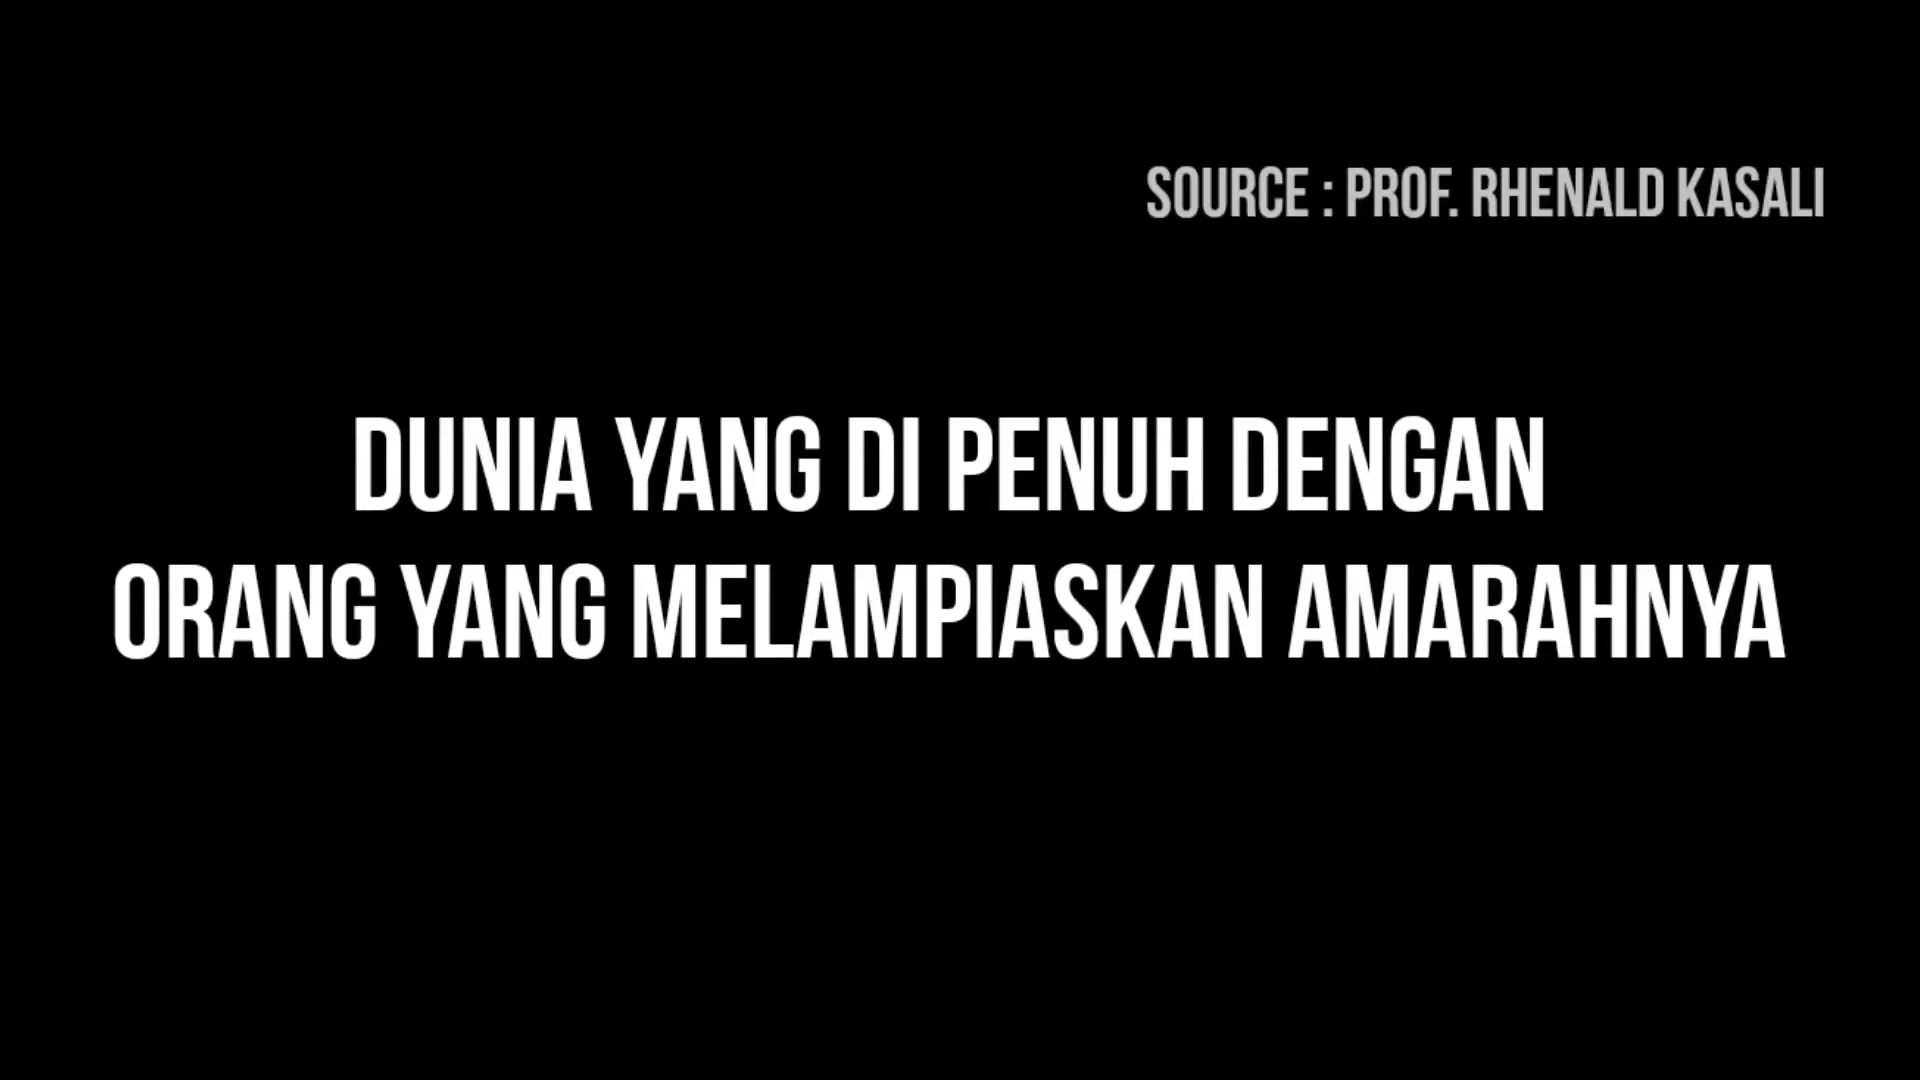 SOURCE : PROF. RHENALD KASALI
DUNIA YANG DI PENUH DENGAN
ORANG YANG MELAMPIASKAN AMARAHNYA